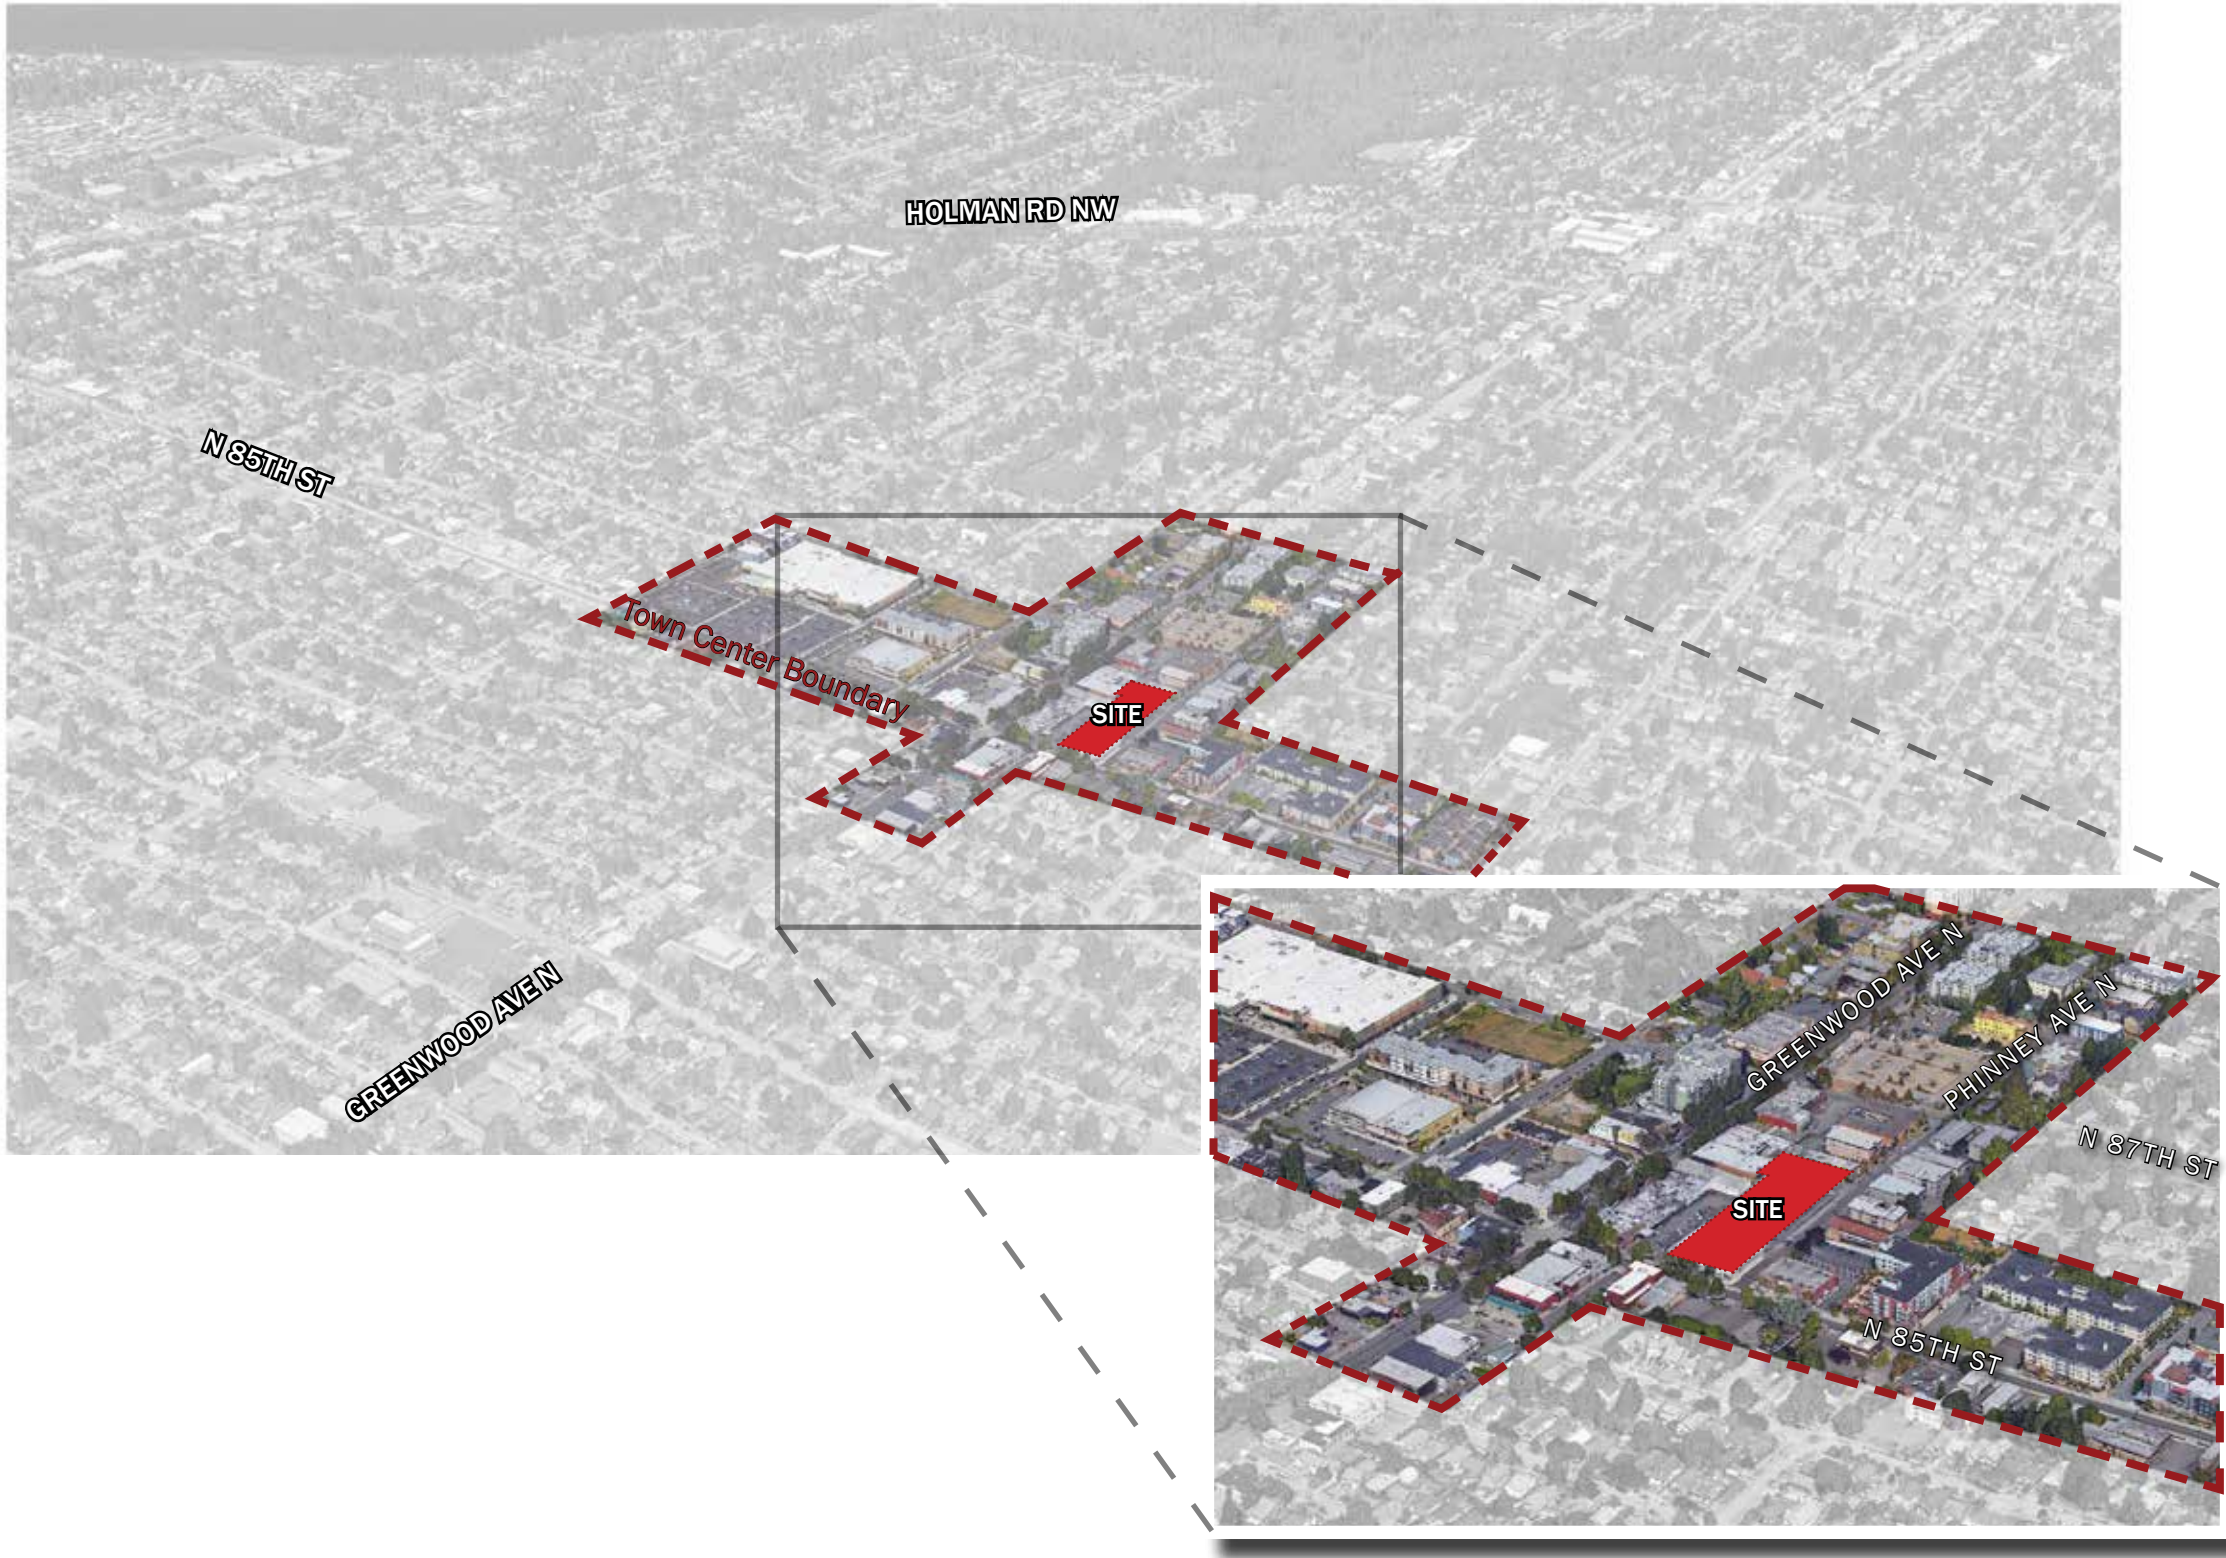 HOLMAN RD NW
N 85TH ST
Town Center Boundary
SITE
GREENWOOD AVE N
GREENWOOD AVE N
PHINNEY AVE N
N 87TH ST
SITE
N 85TH ST